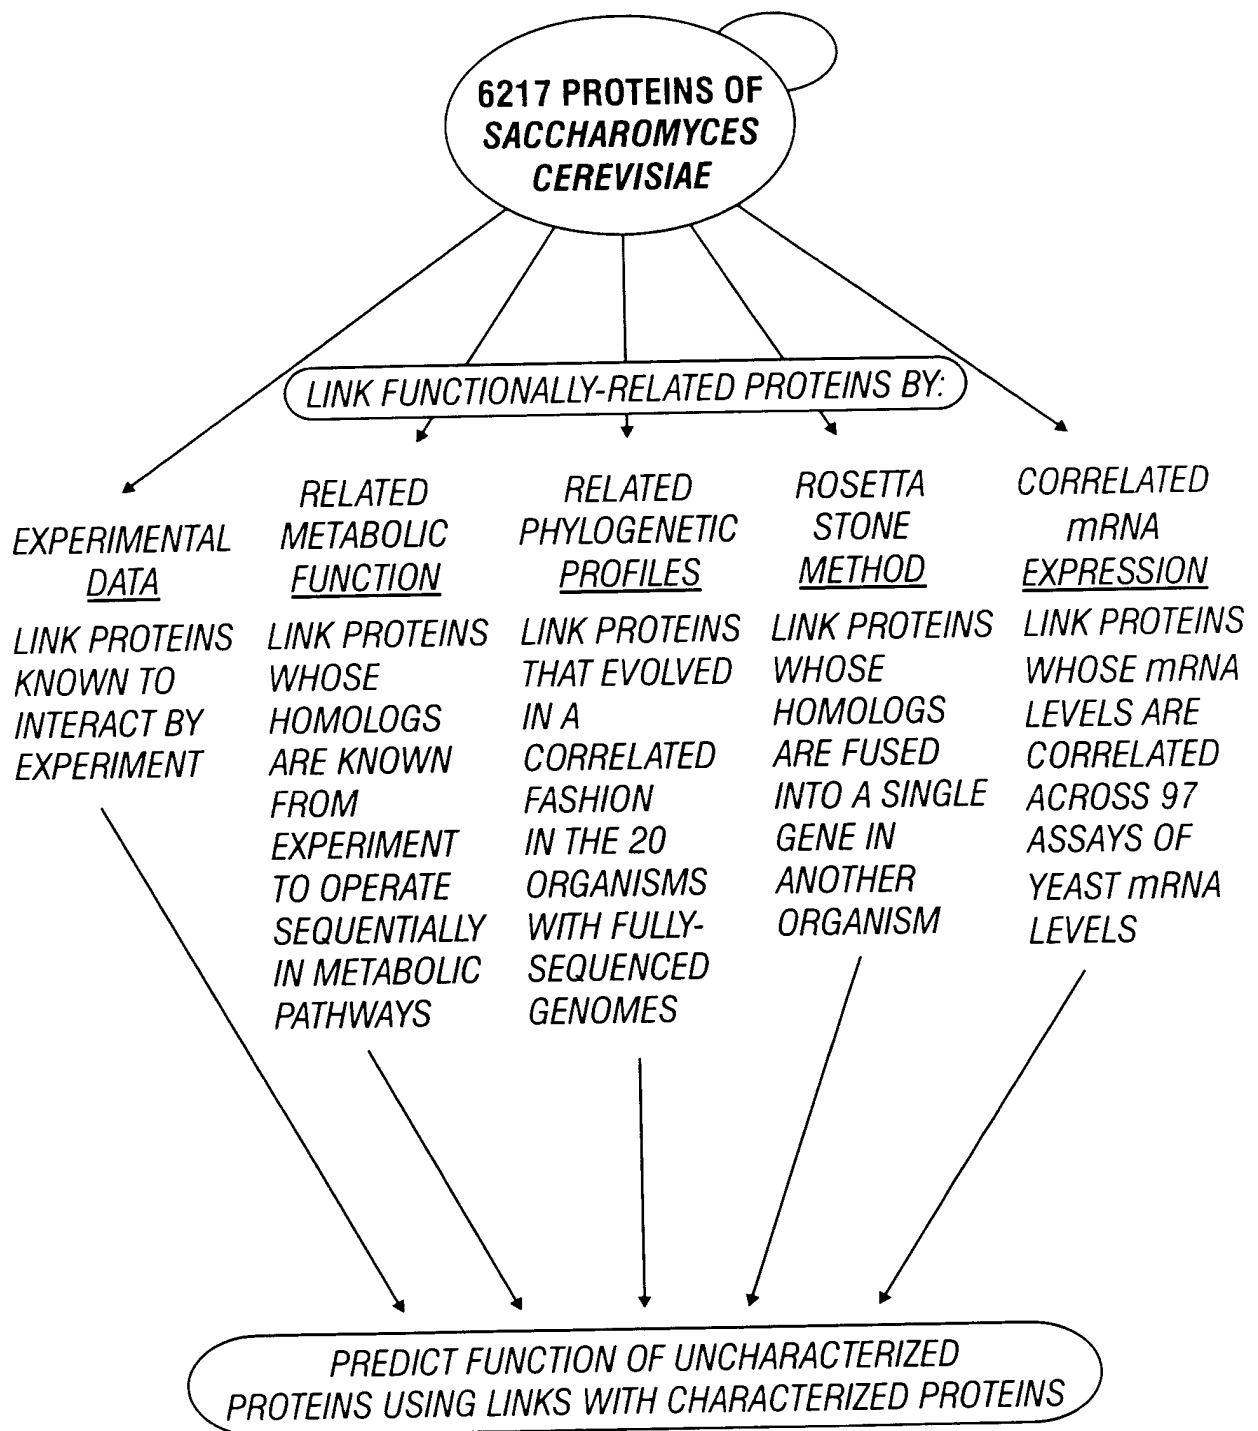 6217 PROTEINS OF
SACCHAROMYCES
CEREVISIAE
LINK FUNCTIONALLY-RELATED PROTEINS BY:
EXPERIMENTAL
DATA
LINK PROTEINS
KNOWN TO
INTERACT BY
EXPERIMENT
RELATED
METABOLIC
FUNCTION
LINK PROTEINS
WHOSE
HOMOLOGS
ARE KNOWN
FROM
EXPERIMENT
TO OPERATE
SEQUENTIALLY
IN METABOLIC
PATHWAYS
RELATED
PHYLOGENETIC
PROFILES
LINK PROTEINS
THAT EVOLVED
IN A
CORRELATED
FASHION
IN THE 20
ORGANISMS
WITH FULLY-
SEQUENCED
GENOMES
ROSETTA
STONE
METHOD
LINK PROTEINS
WHOSE
HOMOLOGS
ARE FUSED
INTO A SINGLE
GENE IN
ANOTHER
ORGANISM
CORRELATED
mRNA
EXPRESSION
LINK PROTEINS
WHOSE mRNA
LEVELS ARE
CORRELATED
ACROSS 97
ASSAYS OF
YEAST mRNA
LEVELS
PREDICT FUNCTION OF UNCHARACTERIZED
PROTEINS USING LINKS WITH CHARACTERIZED PROTEINS